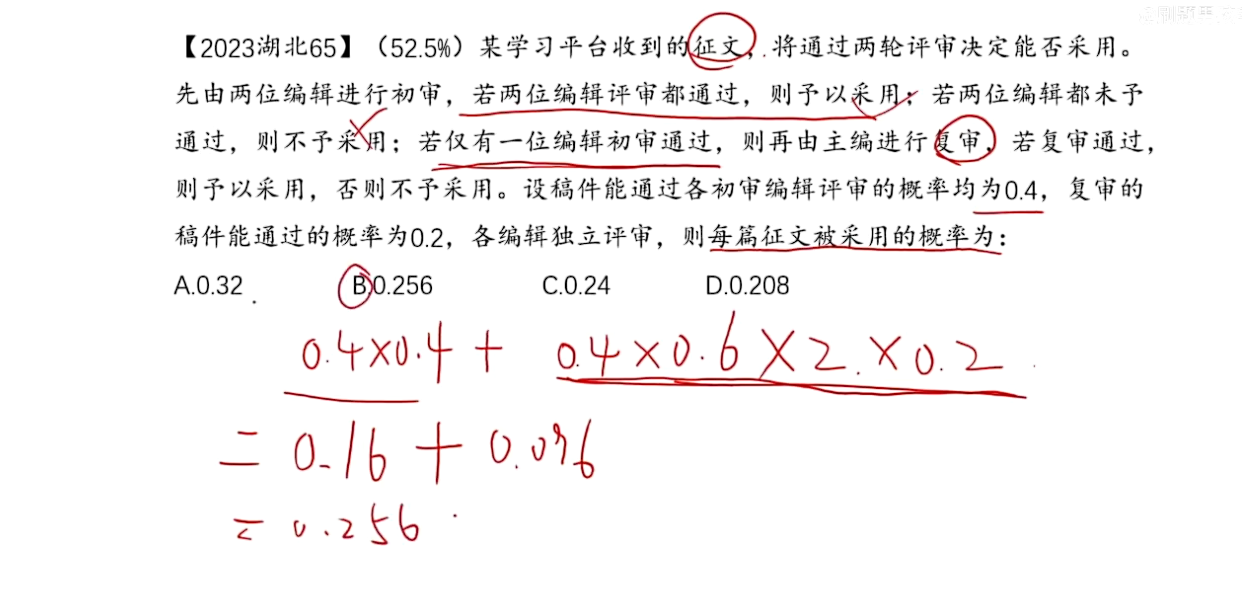 【2023湖北65】（52.5%）某学习平台收到的征文，将通过两轮评审决定能否采用。
先由两位编辑进行初审，若两位编辑评审都通过，则予以采用；若两位编辑都未予
通过，则不予采用；若仅有一位编辑初审通过，则再由主编进行复审，若复审通过，
则予以采用，否则不予采用。设稿件能通过各初审编辑评审的概率均为0.4，复审的
稿件能通过的概率为0.2，各编辑独立评审，则每篇征文被采用的概率为：
A.0.32 B.0.256 C.0.24 D.0.208
0.4×0.4+ 0.4×0.6×2×0.2
=0.16+0.096
=0.256